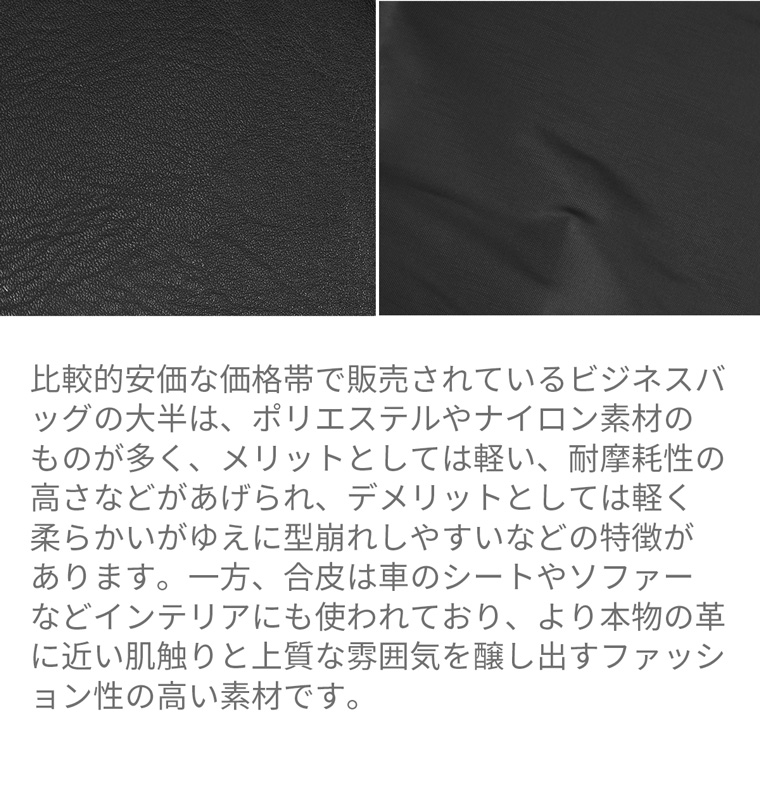 比較的安価な価格帯で販売されているビジネスバ
ッグの大半は、ポリエステルやナイロン素材の
ものが多く、メリットとしては軽い、耐摩耗性の
高さなどがあげられ、デメリットとしては軽く
柔らかいがゆえに型崩れしやすいなどの特徴が
あります。一方、合皮は車のシートやソファー
などインテリアにも使われており、より本物の革
に近い肌触りと上質な雰囲気を醸し出すファッシ
ョン性の高い素材です。